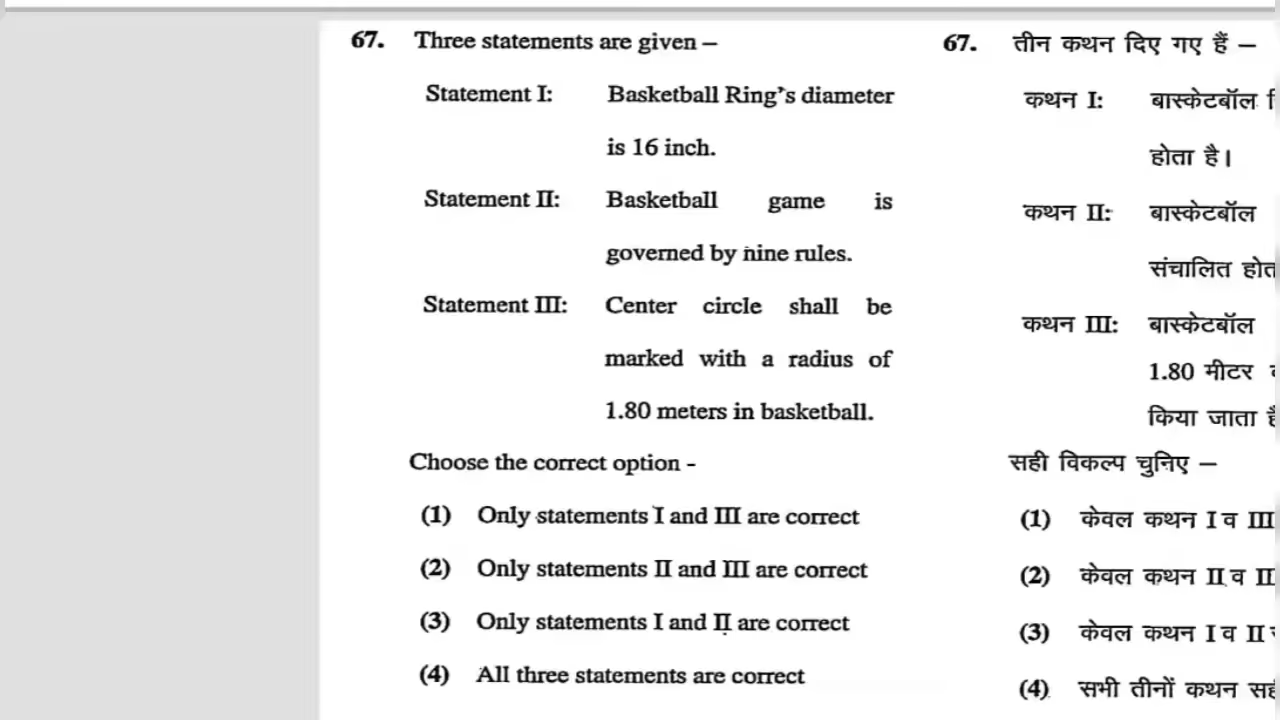 67. Three statements are given –
Statement I: Basketball Ring's diameter
is 16 inch.
Statement II: Basketball game is
governed by nine rules.
Statement III: Center circle shall be
marked with a radius of
1.80 meters in basketball.
Choose the correct option -
(1) Only statements I and III are correct
(2) Only statements II and III are correct
(3) Only statements I and II are correct
(4) All three statements are correct
67. तीन कथन दिए गए हैं –
कथन I: बास्केटबॉल
होता है।
कथन II: बास्केटबॉल
संचालित
कथन III: बास्केटबॉल
1.80 मीटर
किया जाता
सही विकल्प चुनिए –
(1) केवल कथन I व III
(2) केवल कथन II व
(3) केवल कथन I व II
(4) सभी तीनों कथन